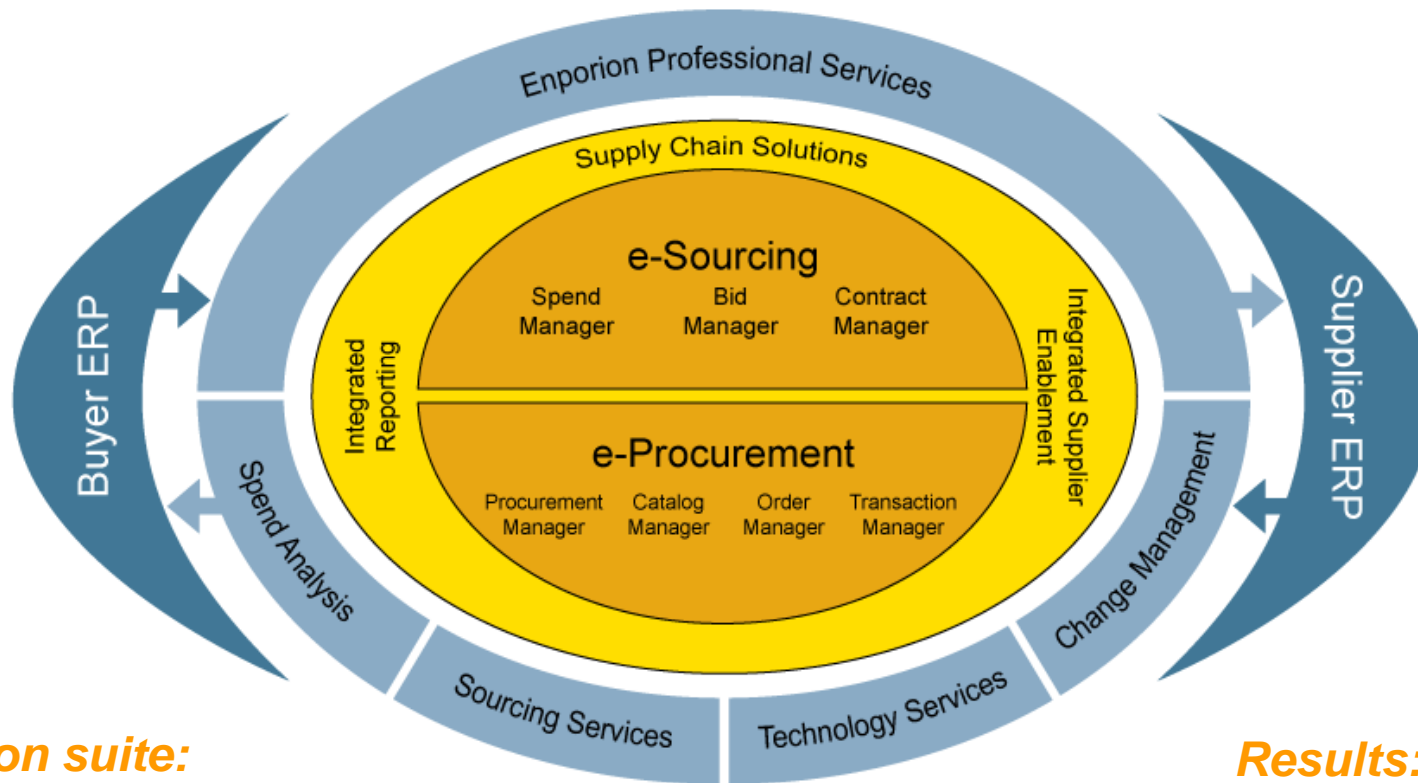 Enporion Professional Services
Supply Chain Solutions
e-Sourcing
Spend
Manager
Bid
Manager
Contract
Manager
Integrated
Reporting
Integrated Supplier
Enablement
Buyer ERP
Supplier ERP
e-Procurement
Procurement
Manager
Catalog
Manager
Order
Manager
Transaction
Manager
Spend Analysis
Sourcing Services
Technology Services
Change Management
on suite:
Results: